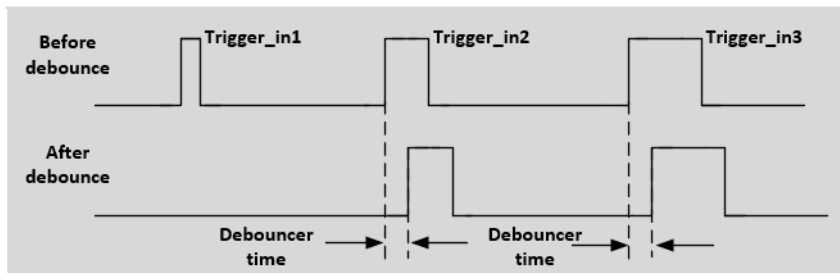 Before
debounce
Trigger_in1
Trigger_in2
Trigger_in3
After
debounce
Debouncer
time
Debouncer
time